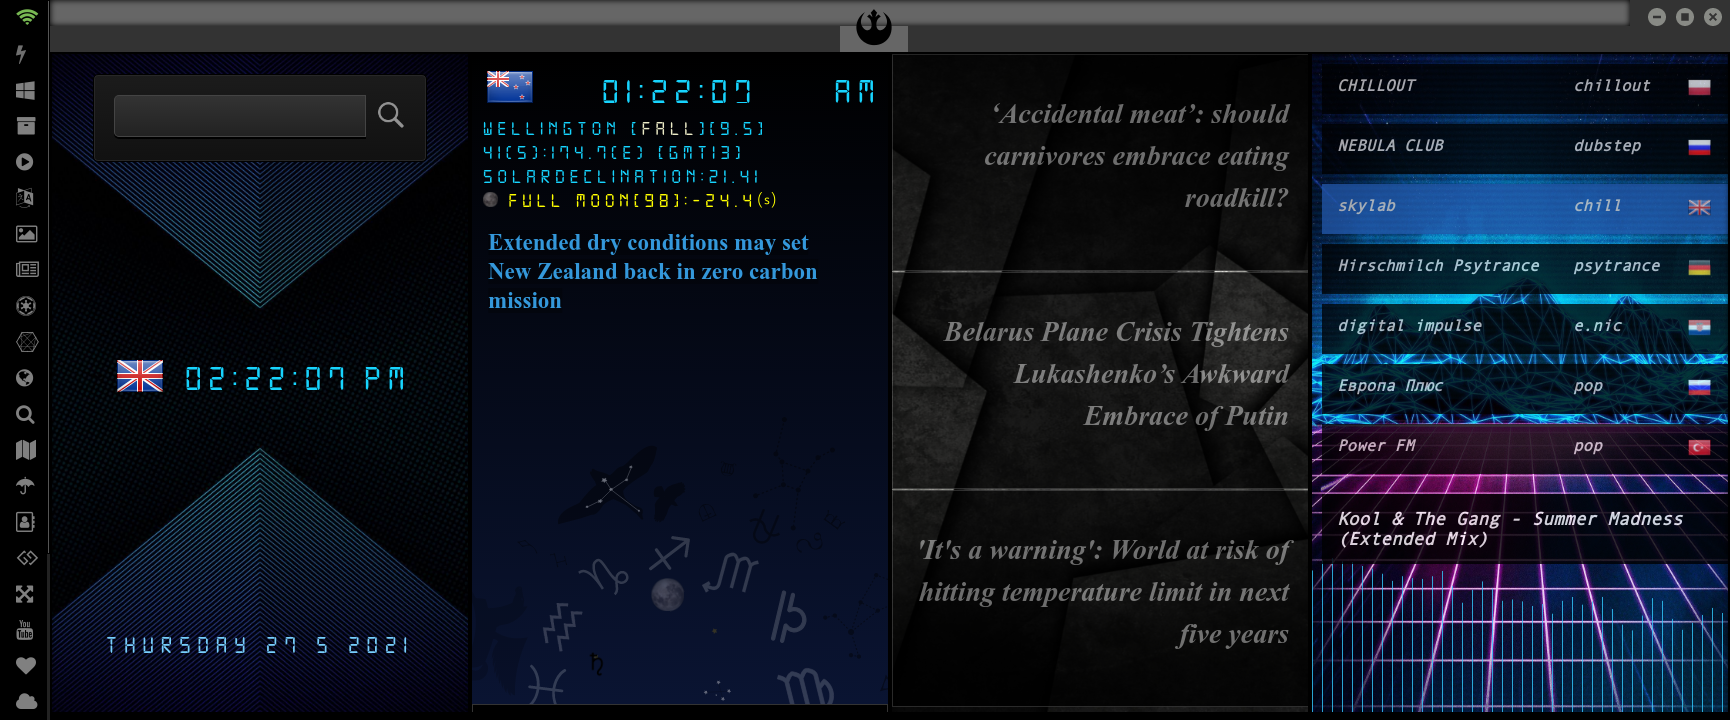 02:22:07 PM
THURSDAY 27 5 2021
01:22:07 AM
WELLINGTON [FALL][9.5]
41(S):174.7(E) [GMT13]
SOLARDECLINATION:21.41
FULL MOON[98]:-24.4(s)
Extended dry conditions may set
New Zealand back in zero carbon
mission
‘Accidental meat’: should
carnivores embrace eating
roadkill?
Belarus Plane Crisis Tightens
Lukashenko’s Awkward
Embrace of Putin
'It's a warning': World at risk of
hitting temperature limit in next
five years
CHILLOUT chillout
NEBULA CLUB dubstep
skylab chill
Hirschmilch Psytrance psytrance
digital impulse e.nic
Европа Плюс pop
Power FM pop
Kool & The Gang - Summer Madness
(Extended Mix)
You
Tube